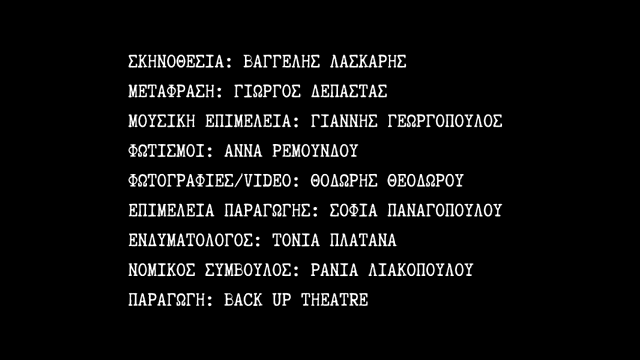 ΣΚΗΝΟΘΕΣΙΑ: ΒΑΓΓΕΛΗΣ ΛΑΣΚΑΡΗΣ
ΜΕΤΑΦΡΑΣΗ: ΓΙΩΡΓΟΣ ΔΕΠΑΣΤΑΣ
ΜΟΥΣΙΚΗ ΕΠΙΜΕΛΕΙΑ: ΓΙΑΝΝΗΣ ΓΕΩΡΓΟΠΟΥΛΟΣ
ΦΩΤΙΣΜΟΙ: ΑΝΝΑ ΡΕΜΟΥΝΔΟΥ
ΦΩΤΟΓΡΑΦΙΕΣ/VIDEO: ΘΟΔΩΡΗΣ ΘΕΟΔΩΡΟΥ
ΕΠΙΜΕΛΕΙΑ ΠΑΡΑΓΩΓΗΣ: ΣΟΦΙΑ ΠΑΝΑΓΟΠΟΥΛΟΥ
ΕΝΔΥΜΑΤΟΛΟΓΟΣ: ΤΟΝΙΑ ΠΛΑΤΑΝΑ
ΝΟΜΙΚΟΣ ΣΥΜΒΟΥΛΟΣ: ΡΑΝΙΑ ΛΙΑΚΟΠΟΥΛΟΥ
ΠΑΡΑΓΩΓΗ: BACK UP THEATRE